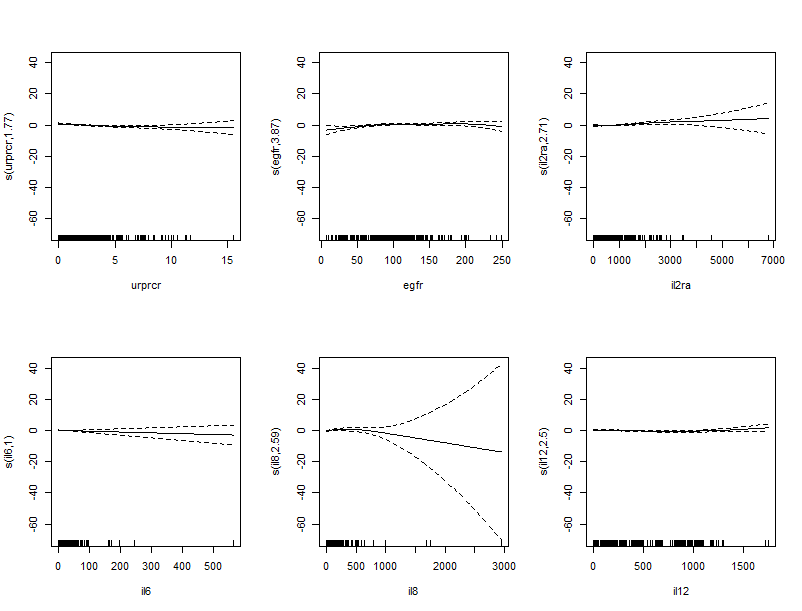 s(urprcr,1.77)
40
20
0
-20
-40
-60
0 5 10 15
urprcr
s(egfr,3.87)
40
20
0
-20
-40
-60
0 50 100 150 200 250
egfr
s(il2ra,2.71)
40
20
0
-20
-40
-60
0 1000 3000 5000 7000
il2ra
s(il6,1)
40
20
0
-20
-40
-60
0 100 200 300 400 500
il6
s(il8,2.59)
40
20
0
-20
-40
-60
0 500 1000 2000 3000
il8
s(il12,2.5)
40
20
0
-20
-40
-60
0 500 1000 1500
il12